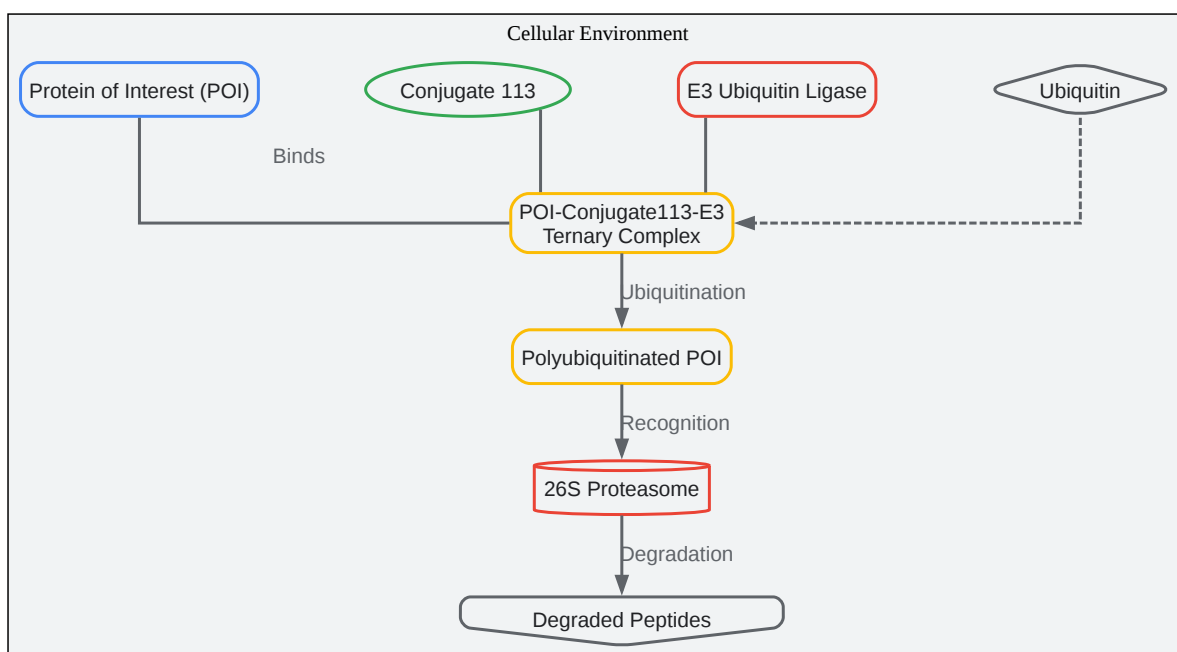 Cellular Environment
Protein of Interest (POI)
Conjugate 113
E3 Ubiquitin Ligase
Ubiquitin
Binds
POI-Conjugate113-E3
Ternary Complex
Ubiquitination
Polyubiquitinated POI
Recognition
26S Proteasome
Degradation
Degraded Peptides